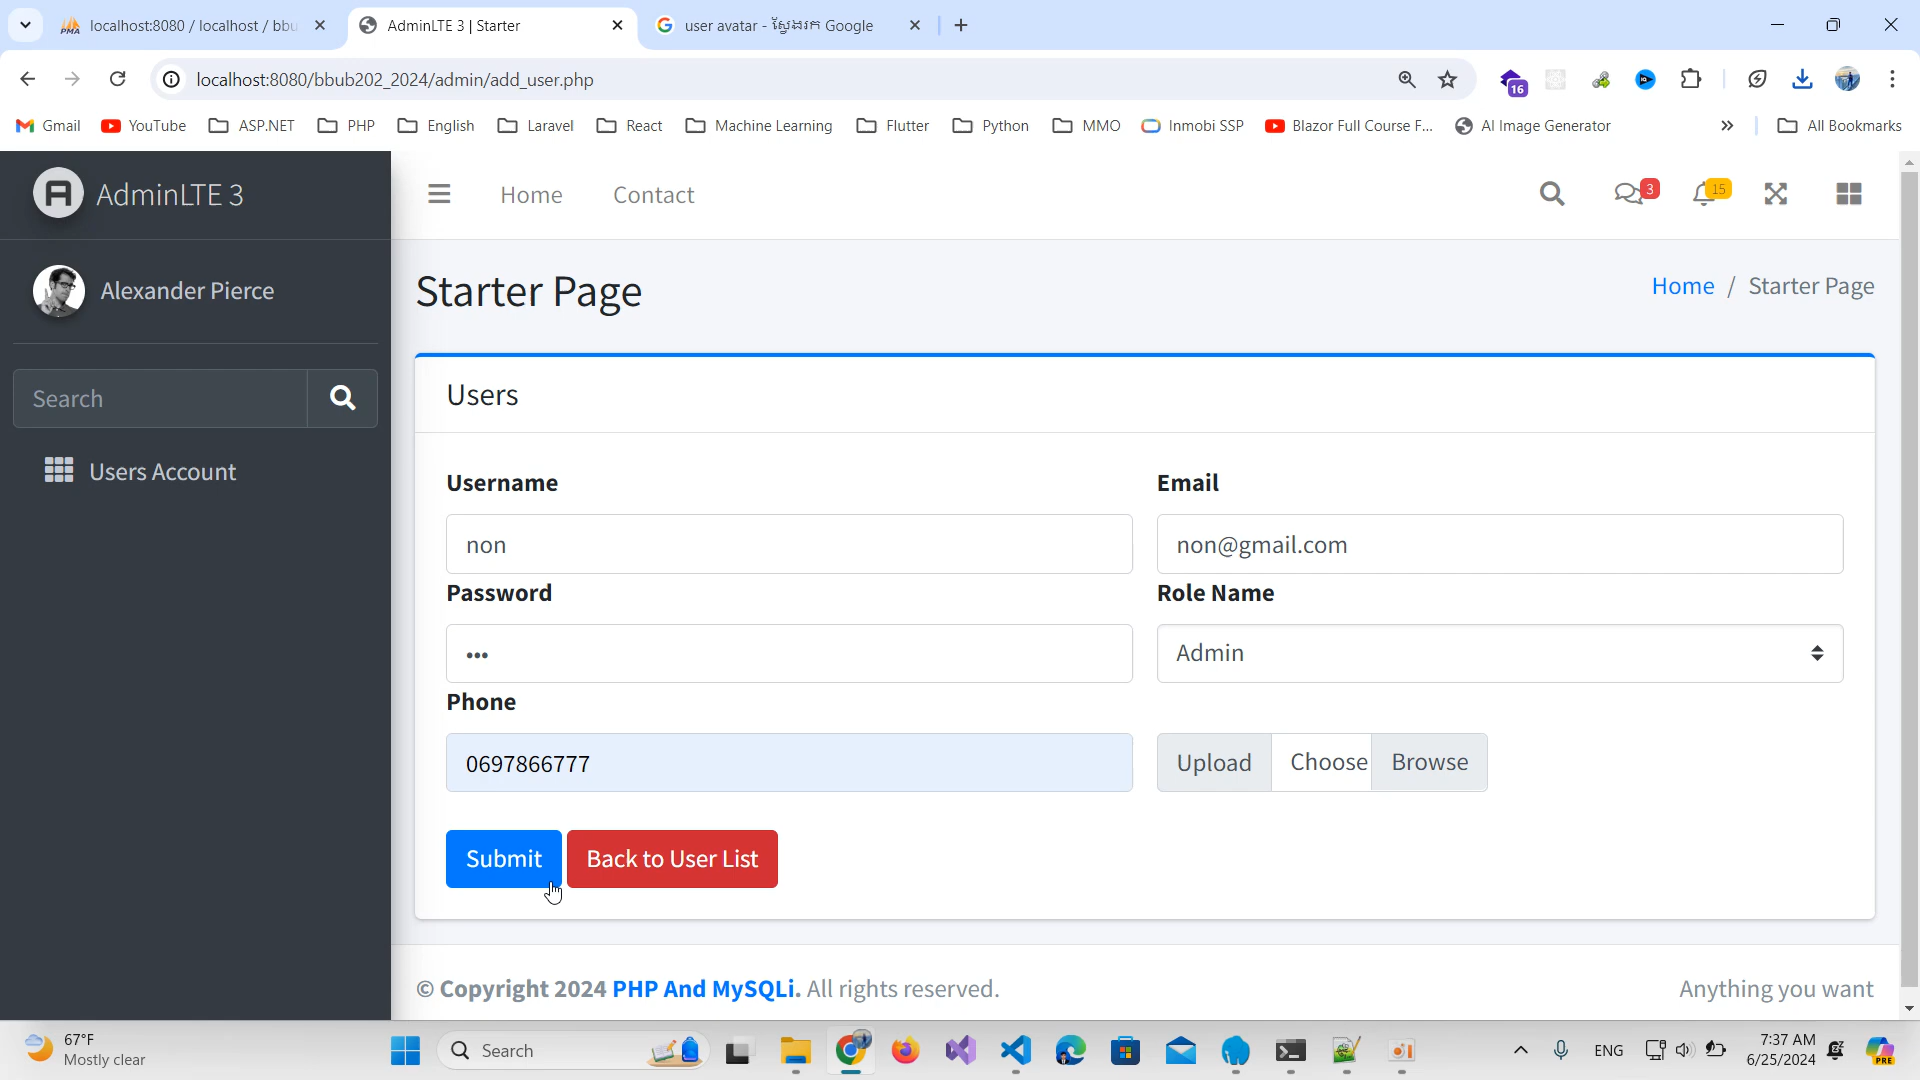 localhost:8080 / localhost / bbu
AdminLTE 3 | Starter
user avatar - ស្វែងរក Google
localhost:8080/bbub202_2024/admin/add_user.php
16
Gmail
YouTube
ASP.NET
PHP
English
Laravel
React
Machine Learning
Flutter
Python
MMO
Inmobi SSP
Blazor Full Course F...
AI Image Generator
All Bookmarks
AdminLTE 3
Home
Contact
3
15
Alexander Pierce
Starter Page
Home / Starter Page
Search
Users
Users Account
Username
Email
non
non@gmail.com
Password
Role Name
•••
Admin
Phone
0697866777
Upload
Choose
Browse
Submit
Back to User List
© Copyright 2024 PHP And MySQLi. All rights reserved.
Anything you want
67°F
Mostly clear
Search
ENG
7:37 AM
6/25/2024
PRE